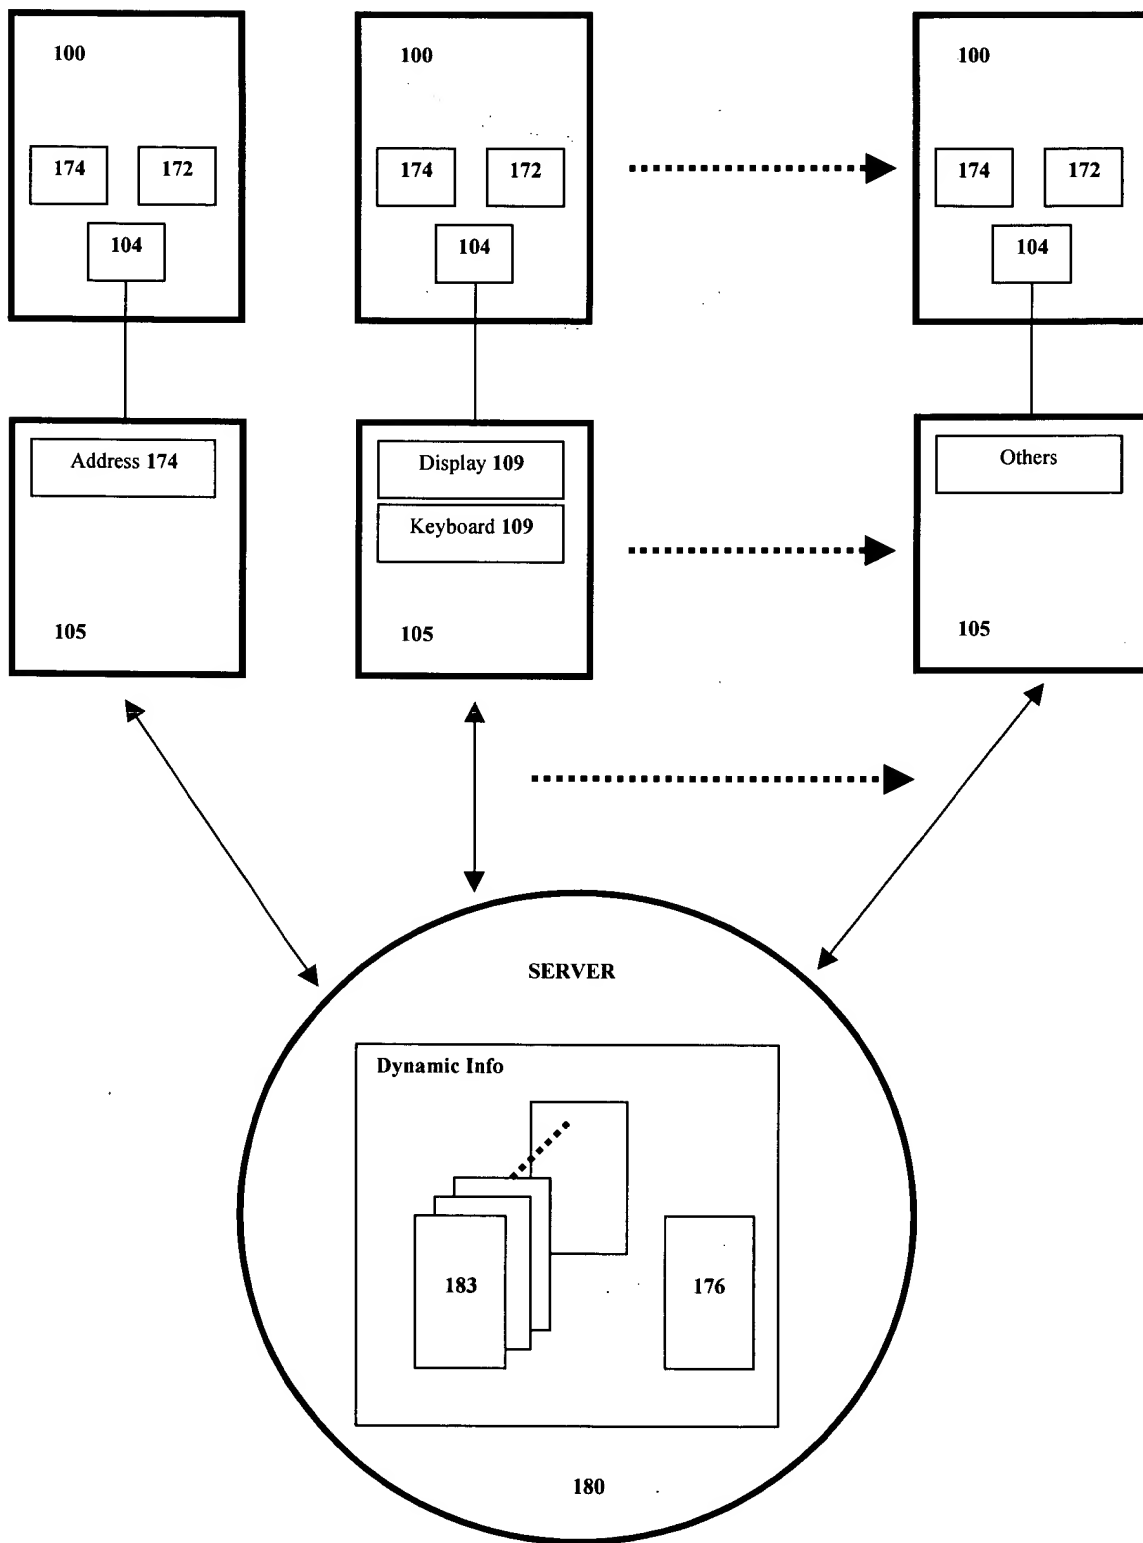 100 100 100
174 172 174 172 174 172
104 104 104
Address 174 Display 109 Others
Keyboard 109
105 105 105
SERVER
Dynamic Info
183 176
180